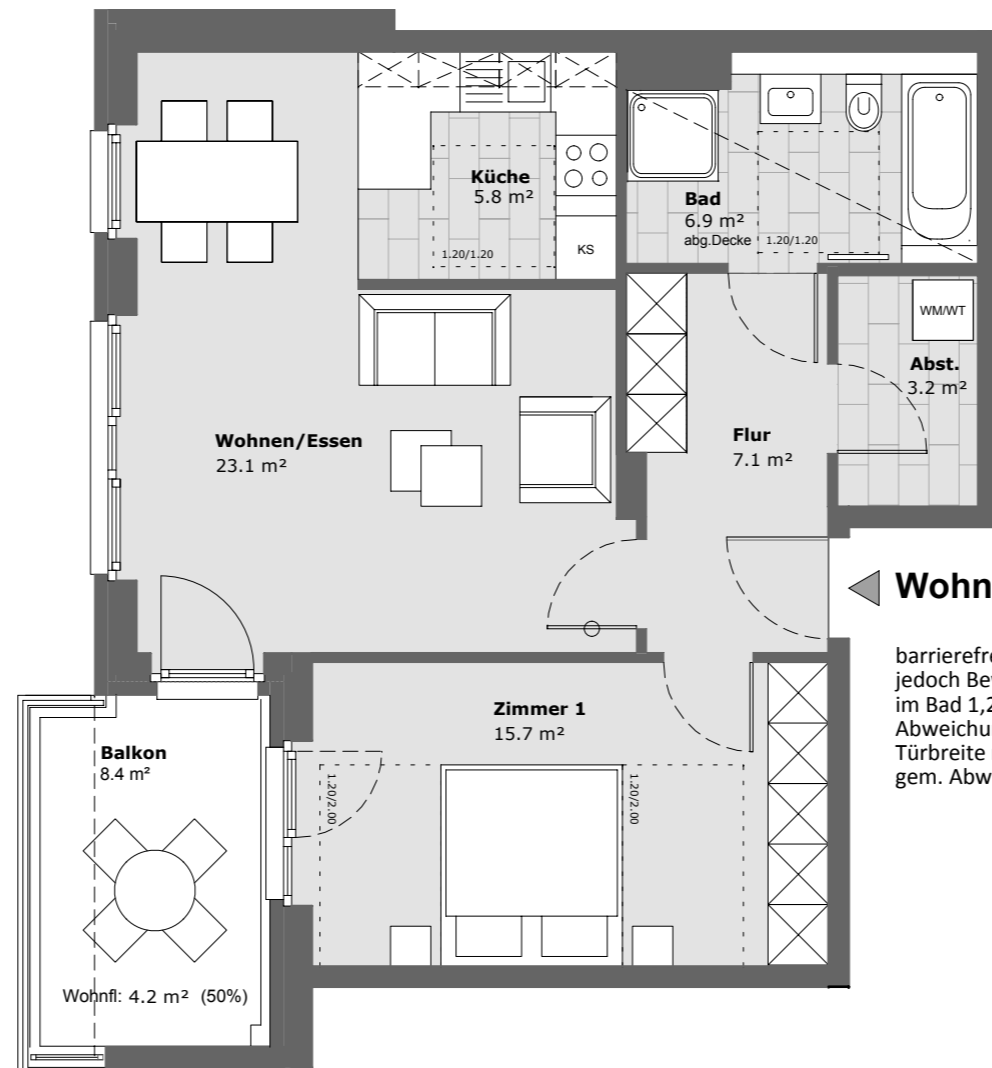 Küche
5.8 m²
1.20/1.20
KS
Bad
6.9 m²
abg.Decke
1.20/1.20
WM/WT
Abst.
3.2 m²
Flur
7.1 m²
Wohnen/Essen
23.1 m²
Wohn
barrierefre
jedoch Be
im Bad 1,2
Abweichu
Türbreite
gem. Abw
Zimmer 1
15.7 m²
1.20/2.00
1.20/2.00
Balkon
8.4 m²
Wohnfl: 4.2 m² (50%)